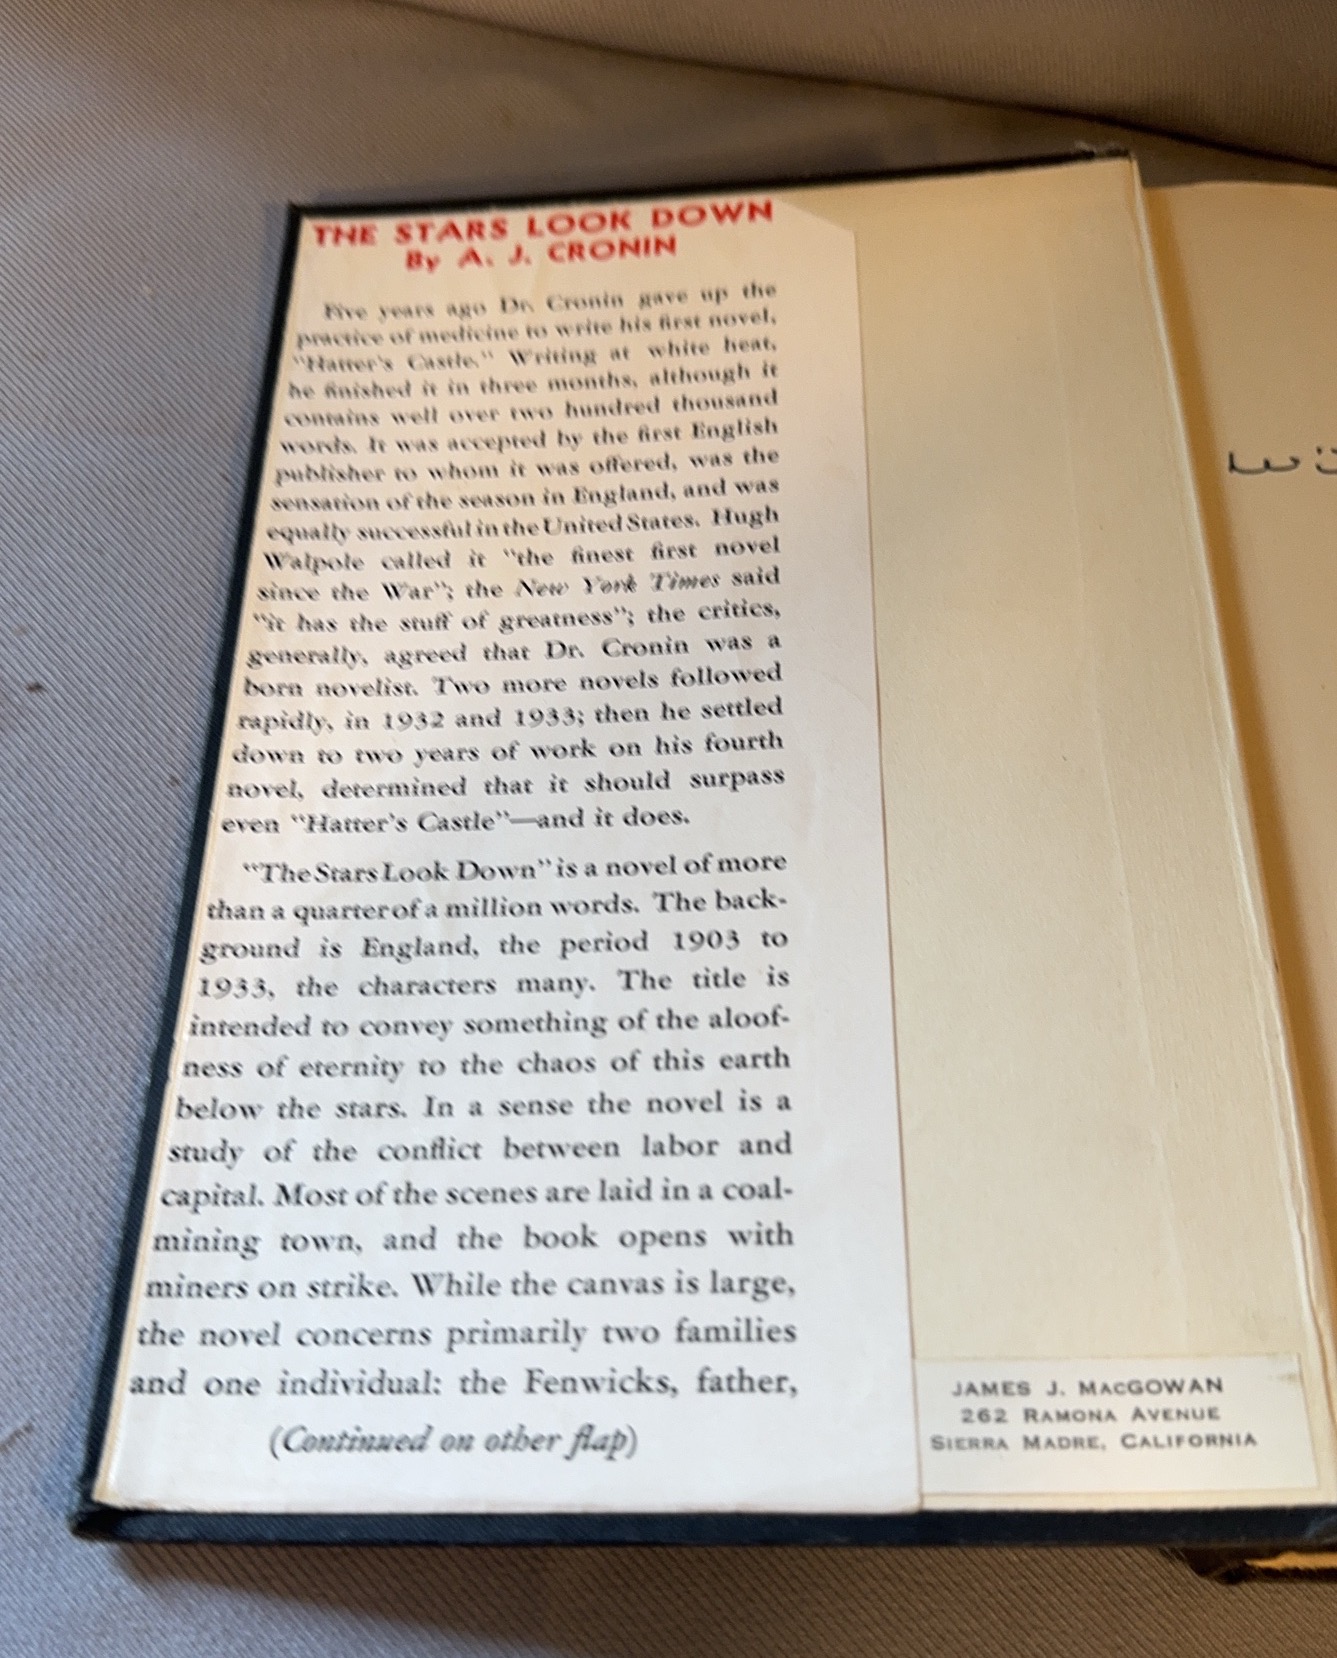 THE STARS LOOK DOWN
By A. J. CRONIN
Five years ago Dr. Cronin gave up the
practice of medicine to write his first novel,
"Hatter's Castle." Writing at white heat,
he finished it in three months, although it
contains well over two hundred thousand
words. It was accepted by the first English
publisher to whom it was offered, was the
sensation of the season in England, and was
equally successful in the United States. Hugh
Walpole called it "the finest first novel
since the War"; the New York Times said
"it has the stuff of greatness"; the critics,
generally, agreed that Dr. Cronin was a
born novelist. Two more novels followed
rapidly, in 1932 and 1933; then he settled
down to two years of work on his fourth
novel, determined that it should surpass
even "Hatter's Castle"—and it does.
"The Stars Look Down" is a novel of more
than a quarter of a million words. The back-
ground is England, the period 1903 to
1933, the characters many. The title is
intended to convey something of the aloof-
ness of eternity to the chaos of this earth
below the stars. In a sense the novel is a
study of the conflict between labor and
capital. Most of the scenes are laid in a coal-
mining town, and the book opens with
miners on strike. While the canvas is large,
the novel concerns primarily two families
and one individual: the Fenwicks, father,
(Continued on other flap)
JAMES J. MACGOWAN
262 RAMONA AVENUE
SIERRA MADRE, CALIFORNIA